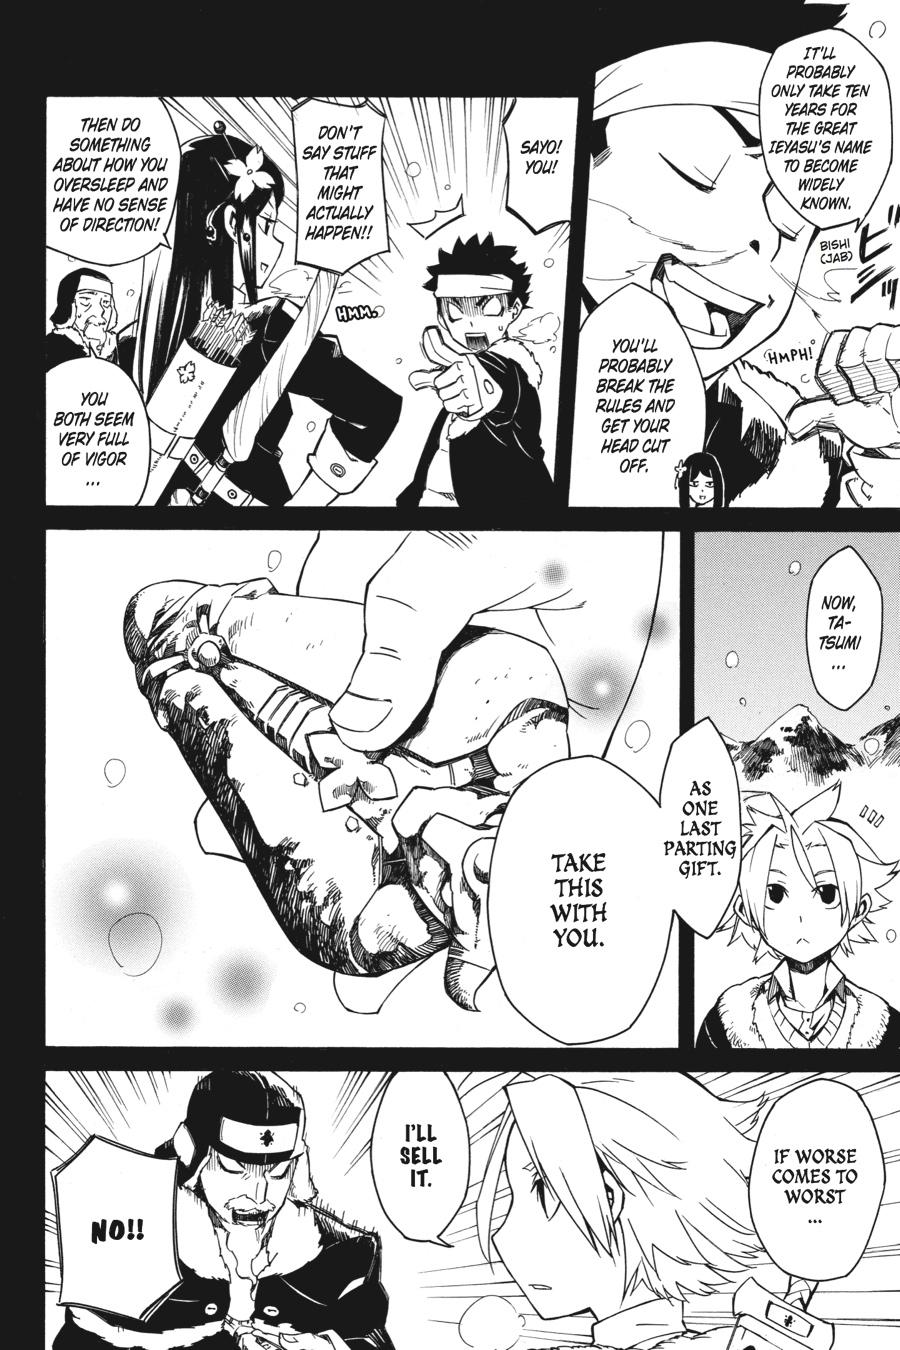 IT'LL
PROBABLY
ONLY TAKE TEN
YEARS FOR
THE GREAT
IEYASU'S NAME
TO BECOME
WIDELY
KNOWN.
ビシッ
BISHI
(JAB)
HMPH!
YOU'LL
PROBABLY
BREAK THE
RULES AND
GET YOUR
HEAD CUT
OFF.
SAYO!
YOU!
DON'T
SAY STUFF
THAT
MIGHT
ACTUALLY
HAPPEN!!
HMM.
THEN DO
SOMETHING
ABOUT HOW YOU
OVERSLEEP AND
HAVE NO SENSE
OF DIRECTION!
YOU
BOTH SEEM
VERY FULL
OF VIGOR
...
NOW,
TA-
TSUMI
...
AS
ONE
LAST
PARTING
GIFT.
TAKE
THIS
WITH
YOU.
IF WORSE
COMES TO
WORST
...
I'LL
SELL
IT.
NO!!